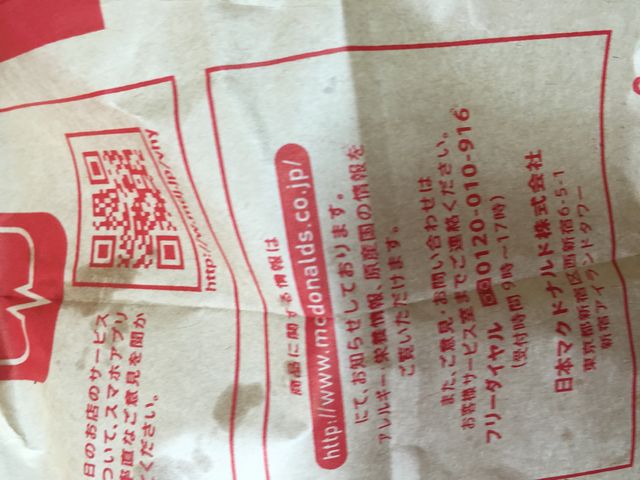 日のお店のサービス
ついて、スマホアプリ
直なご意見を聞か
ください。
商品に関する情報は
http://www.mcdonalds.co.jp/
にて、お知らせしております。
アレルギー・栄養情報、原産国の情報を
ご覧いただけます。
また、ご意見・お問い合わせは
お客様サービス室までご連絡ください。
フリーダイヤル 0120-010-916
(受付時間9時～17時)
日本マクドナルド株式会社
東京都新宿区西新宿6-5-1
新宿アイランドタワー